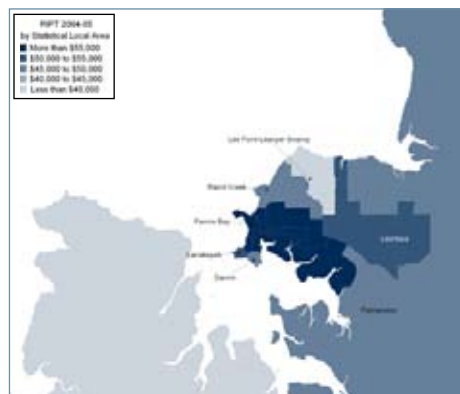 RIPT 2004-05
by Statistical Local Area
More than $55,000
$50,000 to $55,000
$45,000 to $50,000
$40,000 to $45,000
Less than $40,000
Lee Point-Leanyer Swamp
Rapid Creek
Fannie Bay
Litchfield
Larrakeyah
Darwin
Palmerston